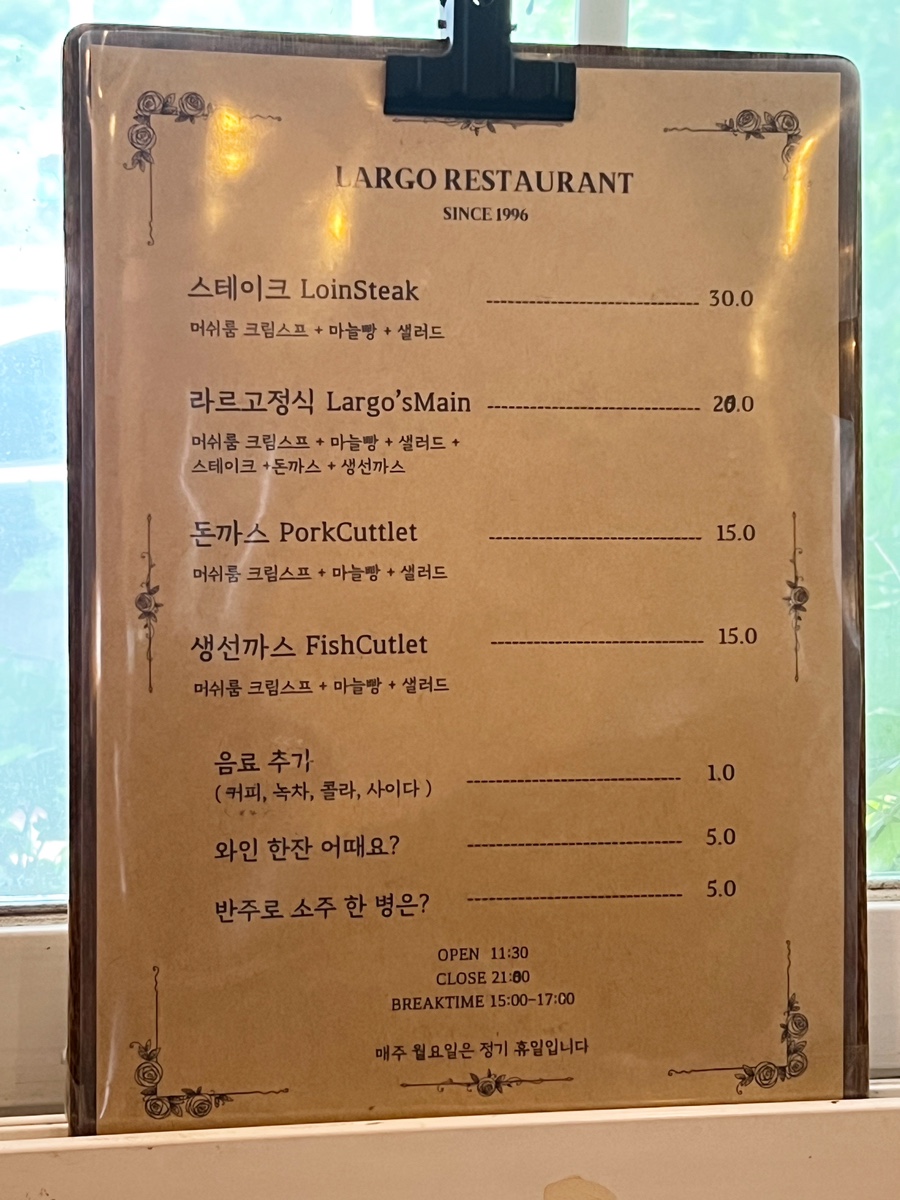 LARGO RESTAURANT
SINCE 1996
스테이크 LoinSteak ---------- 30.0
머쉬룸 크림스프 + 마늘빵 + 샐러드
라르고정식 Largo'sMain ----------
머쉬룸 크림스프 + 마늘빵 + 샐러드 +
스테이크 +돈까스 + 생선까스
돈까스 PorkCuttlet ---------- 15.0
머쉬룸 크림스프 + 마늘빵 + 샐러드
생선까스 FishCutlet ---------- 15.0
머쉬룸 크림스프 + 마늘빵 + 샐러드
음료 추가 ---------- 1.0
( 커피, 녹차, 콜라, 사이다 )
와인 한잔 어때요? ---------- 5.0
반주로 소주 한 병은? ---------- 5.0
OPEN 11:30
CLOSE
BREAKTIME 15:00-17:00
매주 월요일은 정기 휴일입니다